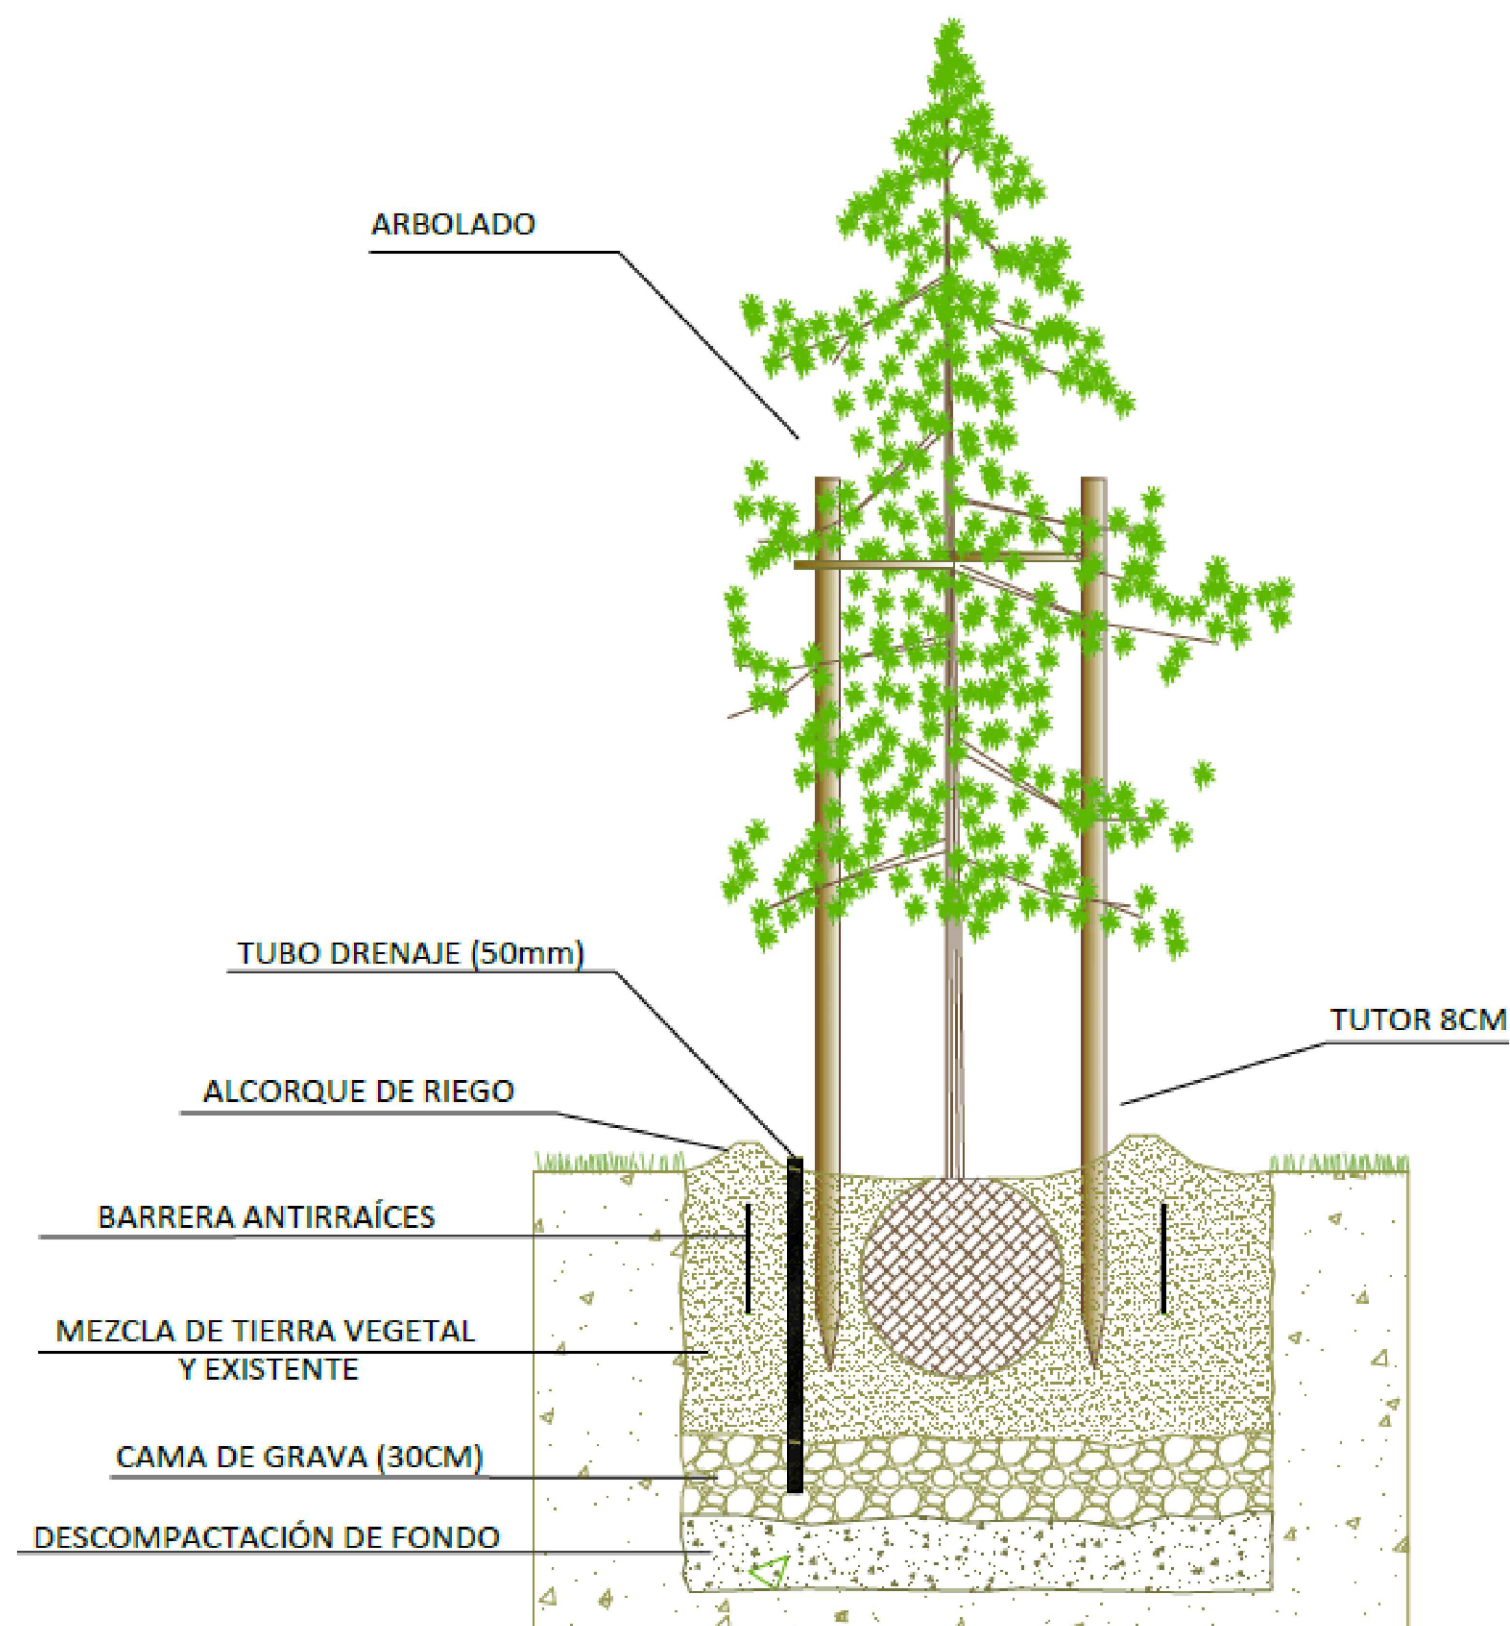 ARBOLADO
TUBO DRENAJE (50mm)
TUTOR 8CM
ALCORQUE DE RIEGO
BARRERA ANTIRRAÍCES
MEZCLA DE TIERRA VEGETAL
Y EXISTENTE
CAMA DE GRAVA (30CM)
DESCOMPACTACIÓN DE FONDO